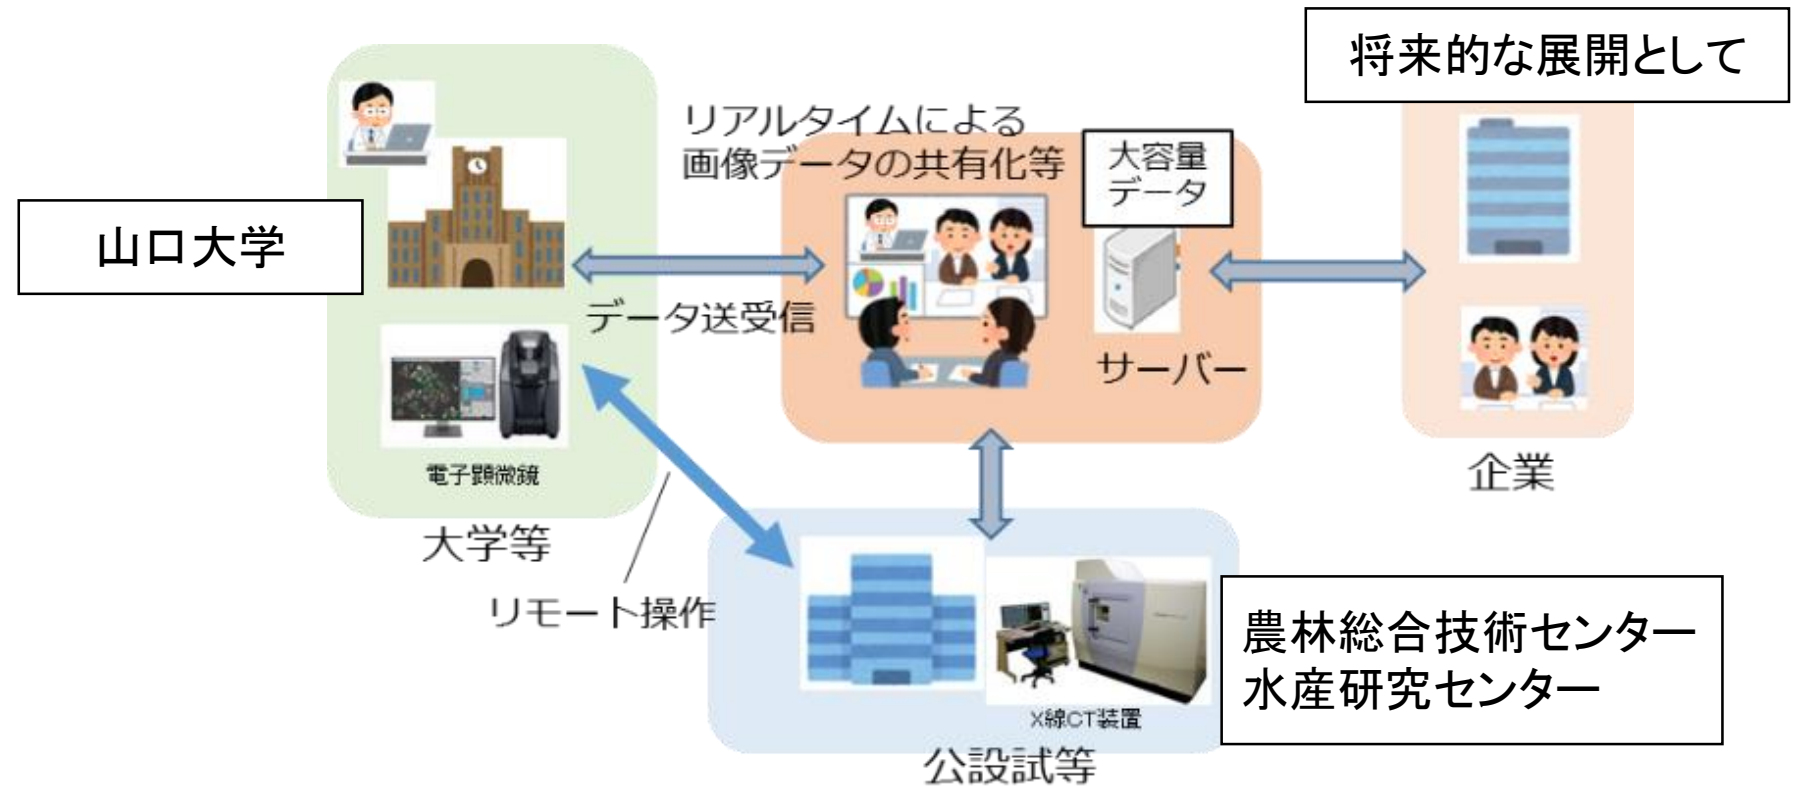 将来的な展開として
リアルタイムによる
画像データの共有化等
大容量
データ
山口大学
データ送受信
サーバー
電子顕微鏡
企業
大学等
リモート操作
農林総合技術センター
水産研究センター
X線CT装置
公設試等